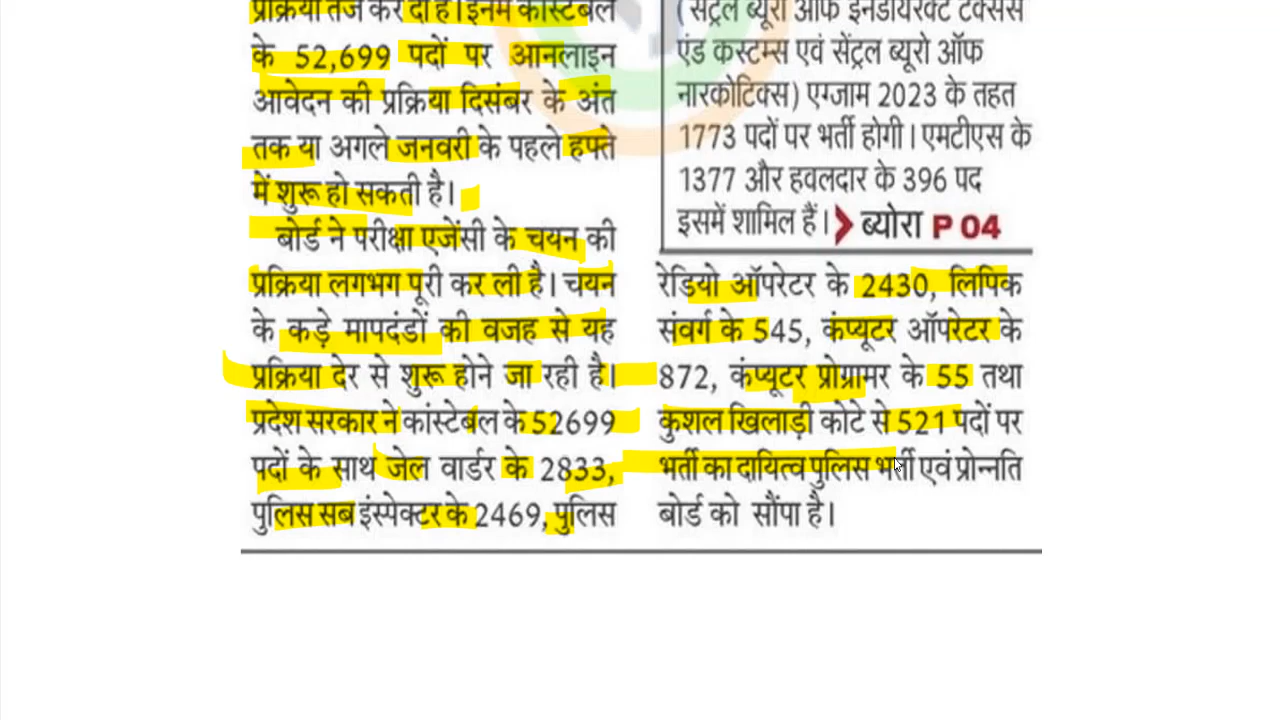 प्रक्रिया तेज कर दी है। इनमें कांस्टेबल
के 52,699 पदों पर आनलाइन
आवेदन की प्रक्रिया दिसंबर के अंत
तक या अगले जनवरी के पहले हफ्ते
में शुरू हो सकती है।
बोर्ड ने परीक्षा एजेंसी के चयन की
प्रक्रिया लगभग पूरी कर ली है। चयन
के कड़े मापदंडों की वजह से यह
प्रक्रिया देर से शुरू होने जा रही है।
प्रदेश सरकार ने कांस्टेबल के 52699
पदों के साथ जेल वार्डर के 2833,
पुलिस सब इंस्पेक्टर के 2469, पुलिस
(सेंट्रल ब्यूरो ऑफ इनडायरेक्ट टैक्सेस
एंड कस्टम्स एवं सेंट्रल ब्यूरो ऑफ
नारकोटिक्स) एग्जाम 2023 के तहत
1773 पदों पर भर्ती होगी। एमटीएस के
1377 और हवलदार के 396 पद
इसमें शामिल हैं। ब्योरा P 04
रेडियो ऑपरेटर के 2430, लिपिक
संवर्ग के 545, कंप्यूटर ऑपरेटर के
872, कंप्यूटर प्रोग्रामर के 55 तथा
कुशल खिलाड़ी कोटे से 521 पदों पर
भर्ती का दायित्व पुलिस भर्ती एवं प्रोन्नति
बोर्ड को सौंपा है।